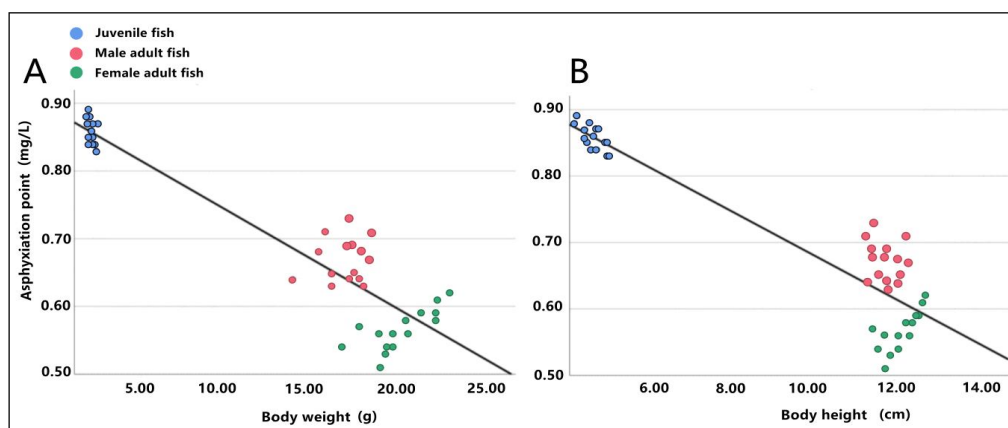 Juvenile fish
Male adult fish
Female adult fish
A
0.90
0.80
0.70
0.60
0.50
Asphyxiation point (mg/L)
5.00 10.00 15.00 20.00 25.00
Body weight (g)
B
0.90
0.80
0.70
0.60
0.50
6.00 8.00 10.00 12.00 14.00
Body height (cm)